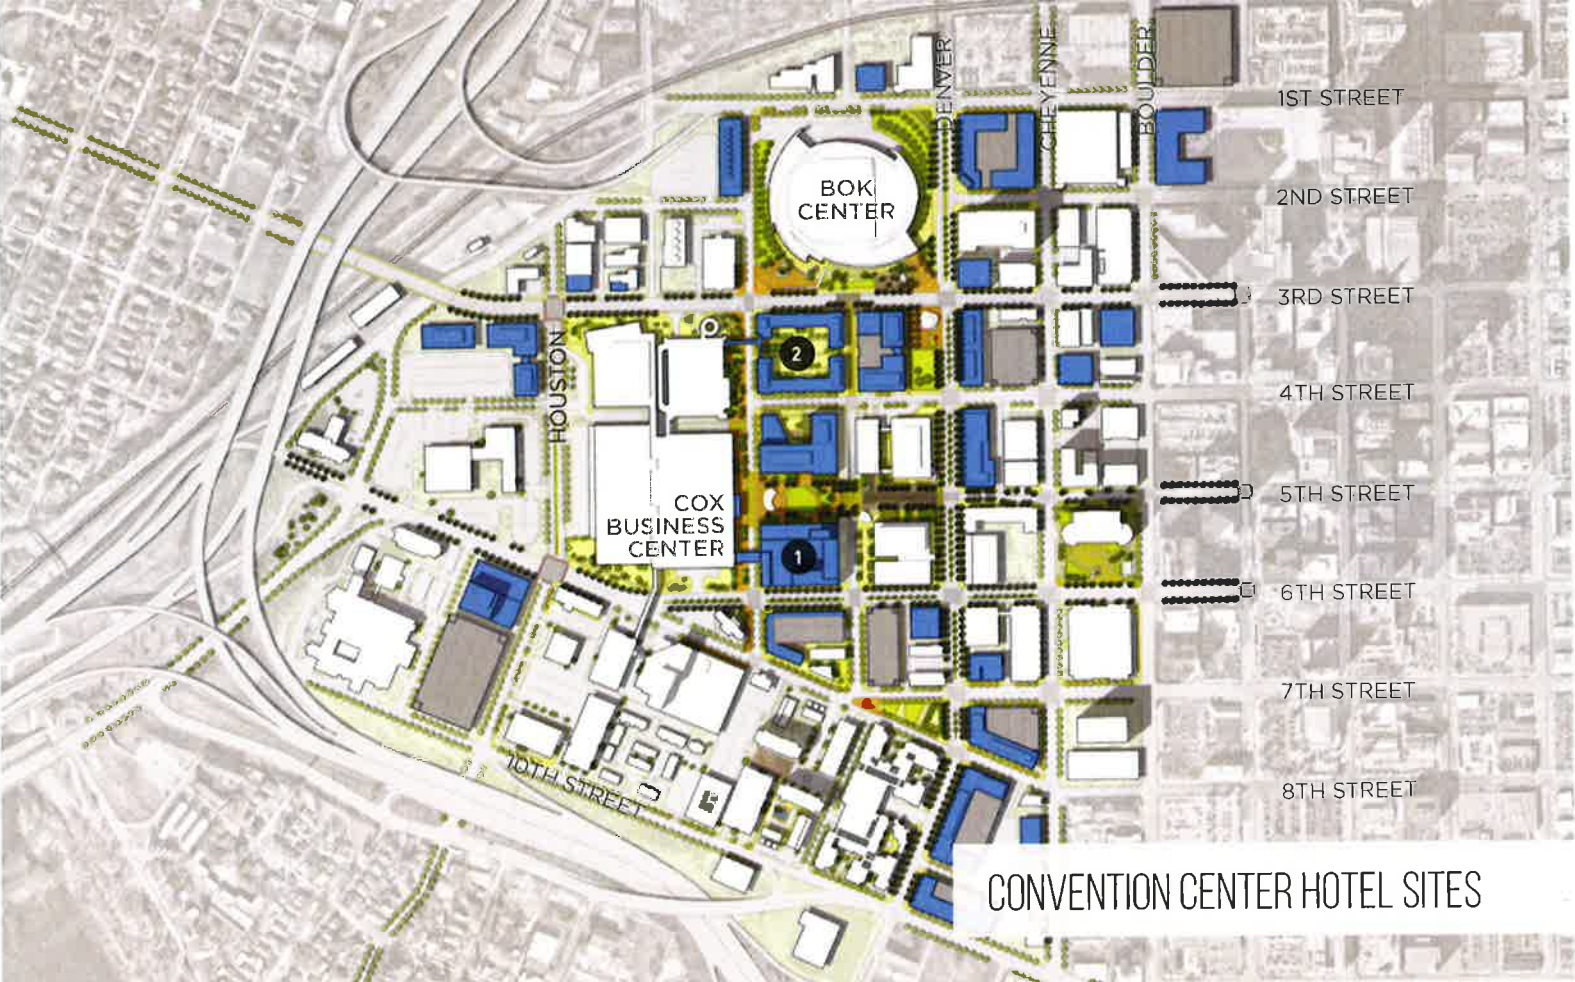 DENVER
CHEYENNE
BOULDER
1ST STREET
BOK
CENTER
2ND STREET
3RD STREET
HOUSTON
2
4TH STREET
COX
BUSINESS
CENTER
5TH STREET
1
6TH STREET
7TH STREET
10TH STREET
8TH STREET
CONVENTION CENTER HOTEL SITES